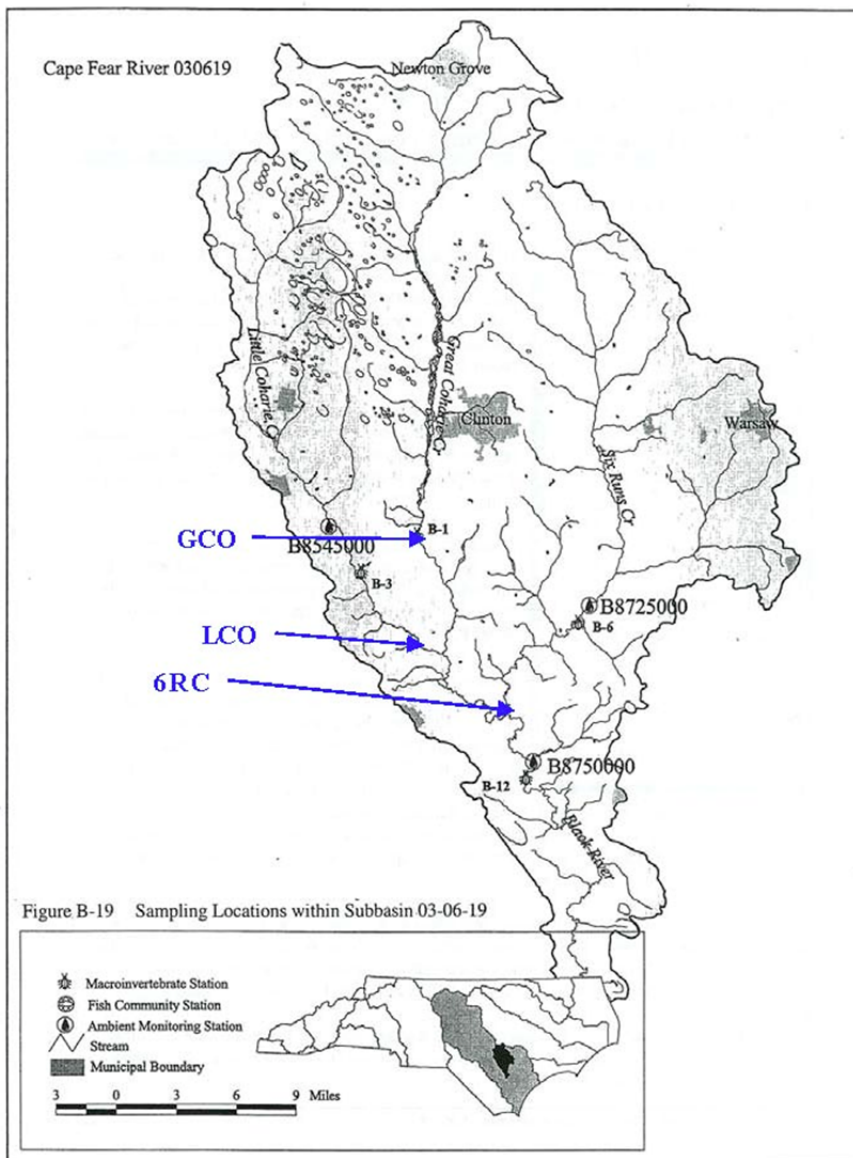 Cape Fear River 030619
Newton Grove
Little Coharie Cr
Great Coharie Cr
Clinton
Warsaw
Six Runs Cr
GCO
B-1
B8545000
B-3
B8725000
B-6
LCO
6RC
B8750000
B-12
Black River
Figure B-19 Sampling Locations within Subbasin 03-06-19
Macroinvertebrate Station
Fish Community Station
Ambient Monitoring Station
Stream
Municipal Boundary
3 0 3 6 9 Miles